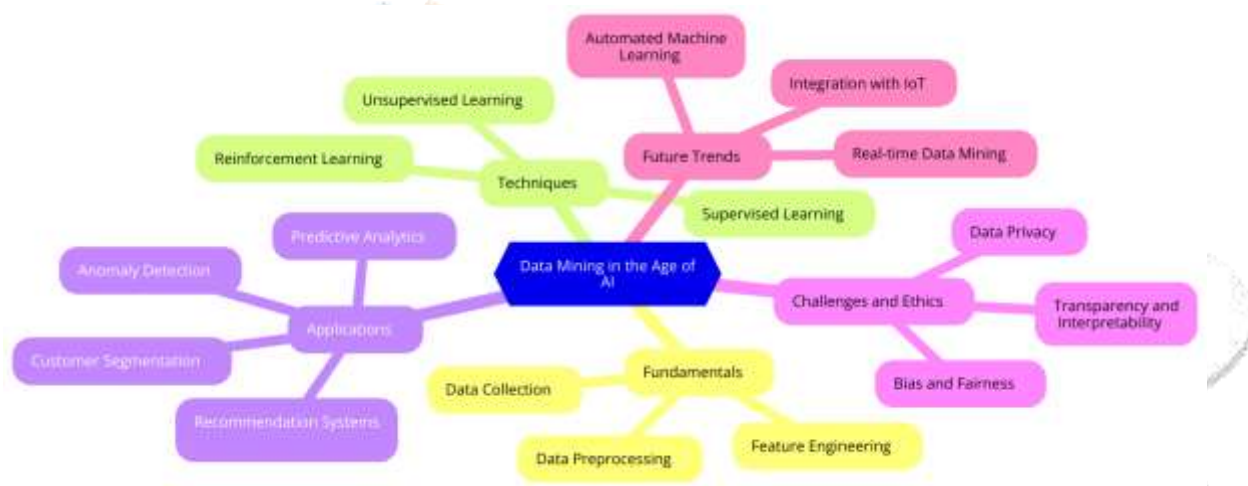 Automated Machine
Learning
Integration with IoT
Unsupervised Learning
Reinforcement Learning
Future Trends
Real-time Data Mining
Techniques
Supervised Learning
Predictive Analytics
Data Privacy
Anomaly Detection
Data Mining in the Age of
AI
Challenges and Ethics
Transparency and
Interpretability
Applications
Customer Segmentation
Fundamentals
Data Collection
Bias and Fairness
Recommendation Systems
Data Preprocessing
Feature Engineering